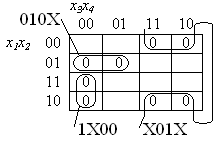 010X
x₃x₄
00 01 11 10
x₁x₂ 00 0 0
01 0 0
11 0
10 0 0 0
1X00 X01X